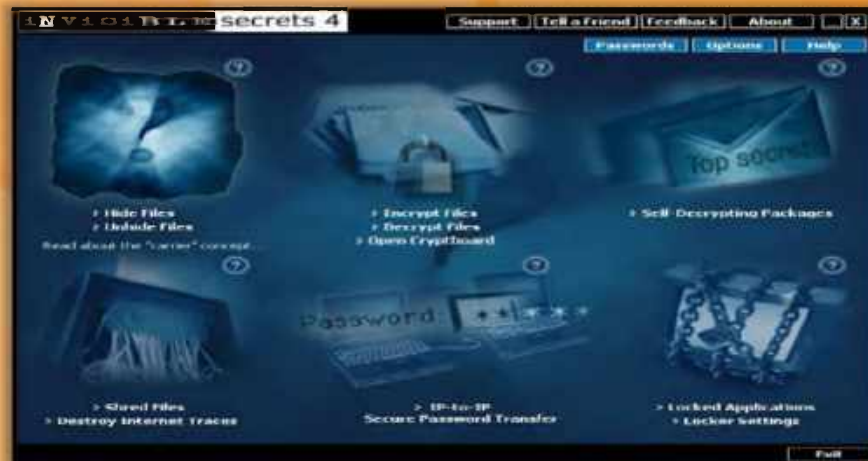 iNViSiBLE secrets 4
Support Tell a Friend Feedback About _ X
Passwords Options Help
? ? ?
Top secret
> Hide Files
> Unhide Files
Read about the "carrier" concept...
> Encrypt Files
> Decrypt Files
> Open Cryptboard
> Self-Decrypting Packages
? ? ?
Password: * * * * *
> Shred Files
> Destroy Internet Traces
> IP-to-IP
Secure Password Transfer
> Locked Applications
> Locker Settings
Exit